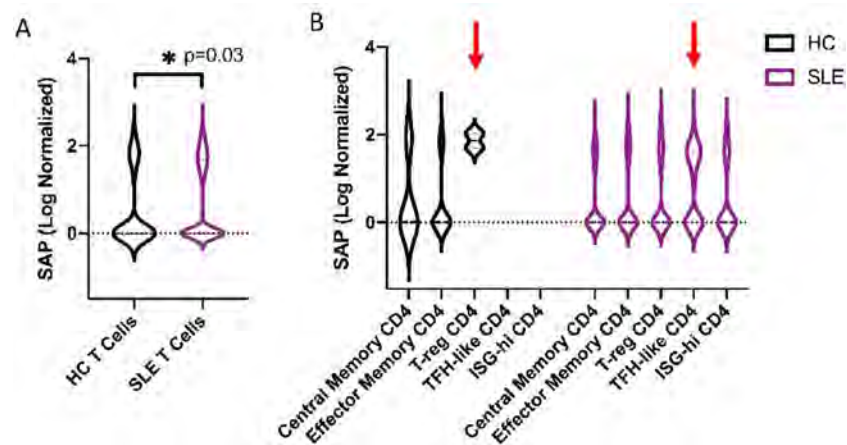 A
* p=0.03
SAP (Log Normalized)
4
2
0
HC T Cells
SLE T Cells
B
SAP (Log Normalized)
4
2
0
Central Memory CD4
Effector Memory CD4
T-reg CD4
TFH-like CD4
ISG-hi CD4
Central Memory CD4
Effector Memory CD4
T-reg CD4
TFH-like CD4
ISG-hi CD4
HC
SLE